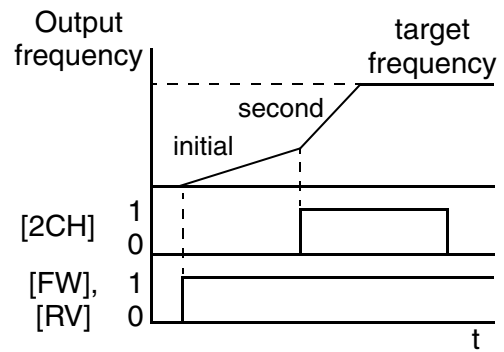 Output
frequency
target
frequency
second
initial
[2CH]
1
0
[FW],
[RV]
1
0
t